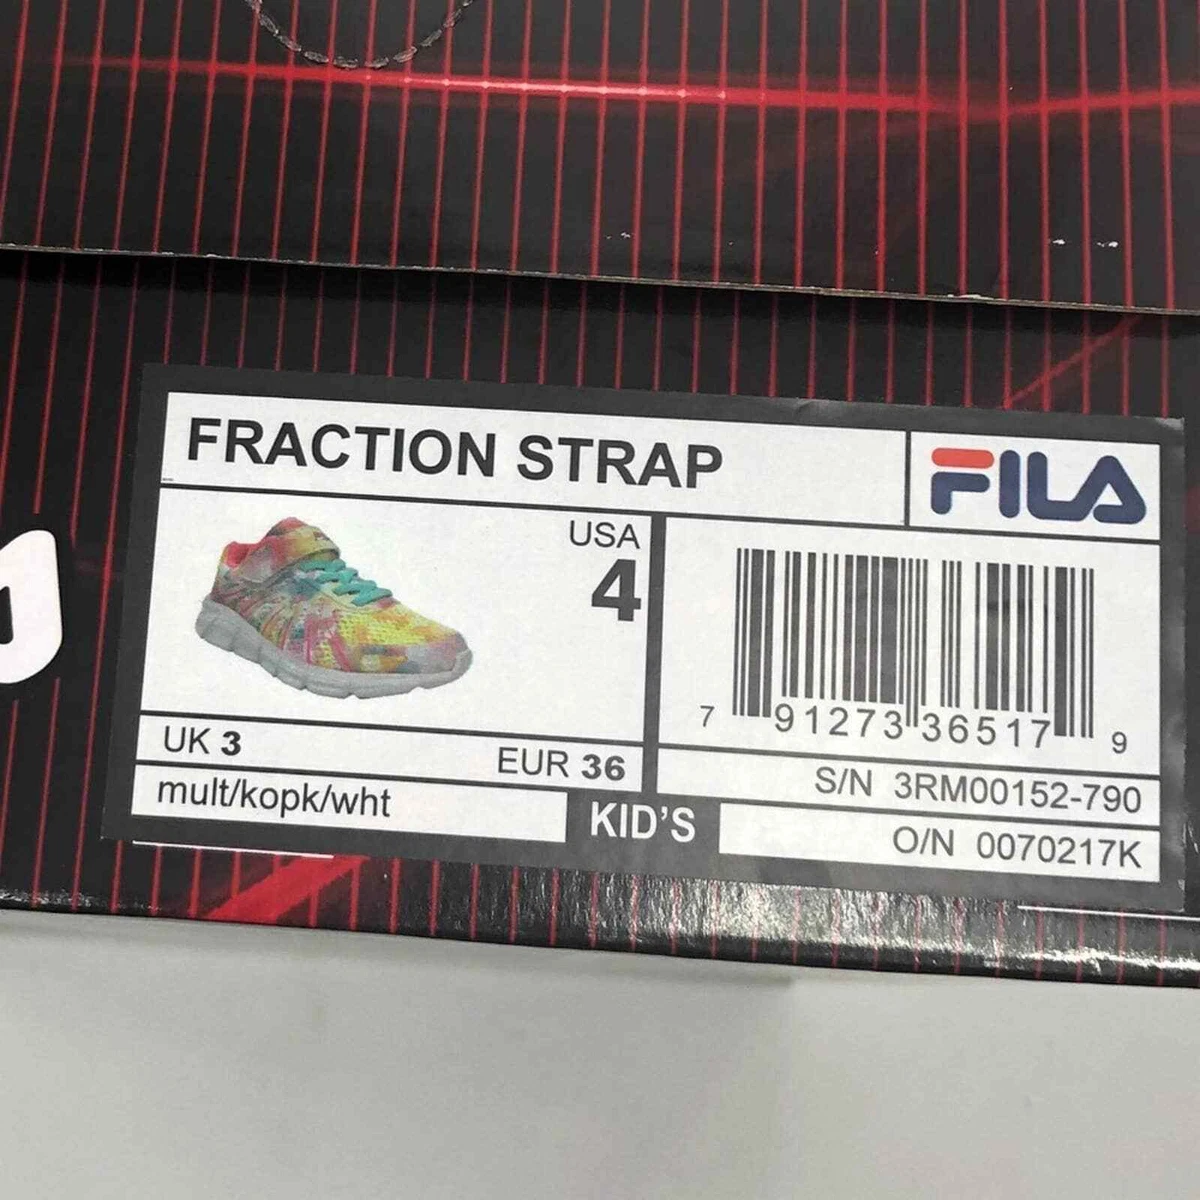 FRACTION STRAP
FILA
USA
4
UK 3
EUR 36
mult/kopk/wht
KID'S
7 91273 36517 9
S/N 3RM00152-790
O/N 0070217K